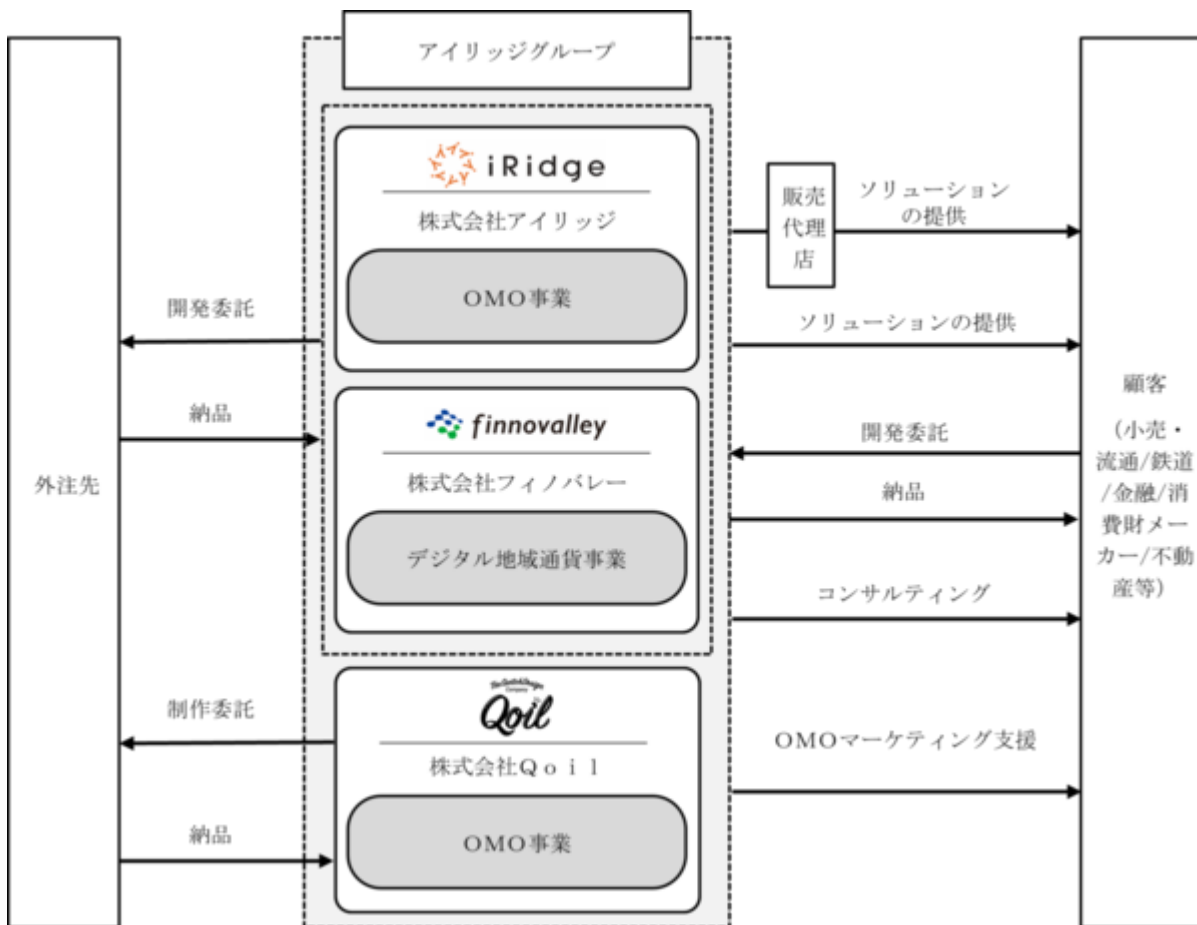 アイリッジグループ
iRidge
株式会社アイリッジ
OMO事業
販売
代理
店
ソリューション
の提供
開発委託
ソリューションの提供
納品
finnovalley
株式会社フィノバレー
デジタル地域通貨事業
開発委託
納品
コンサルティング
外注先
顧客
(小売・
流通/鉄道
/金融/消
費財メー
カー/不動
産等)
制作委託
Qoil
株式会社Qoil
OMOマーケティング支援
納品
OMO事業